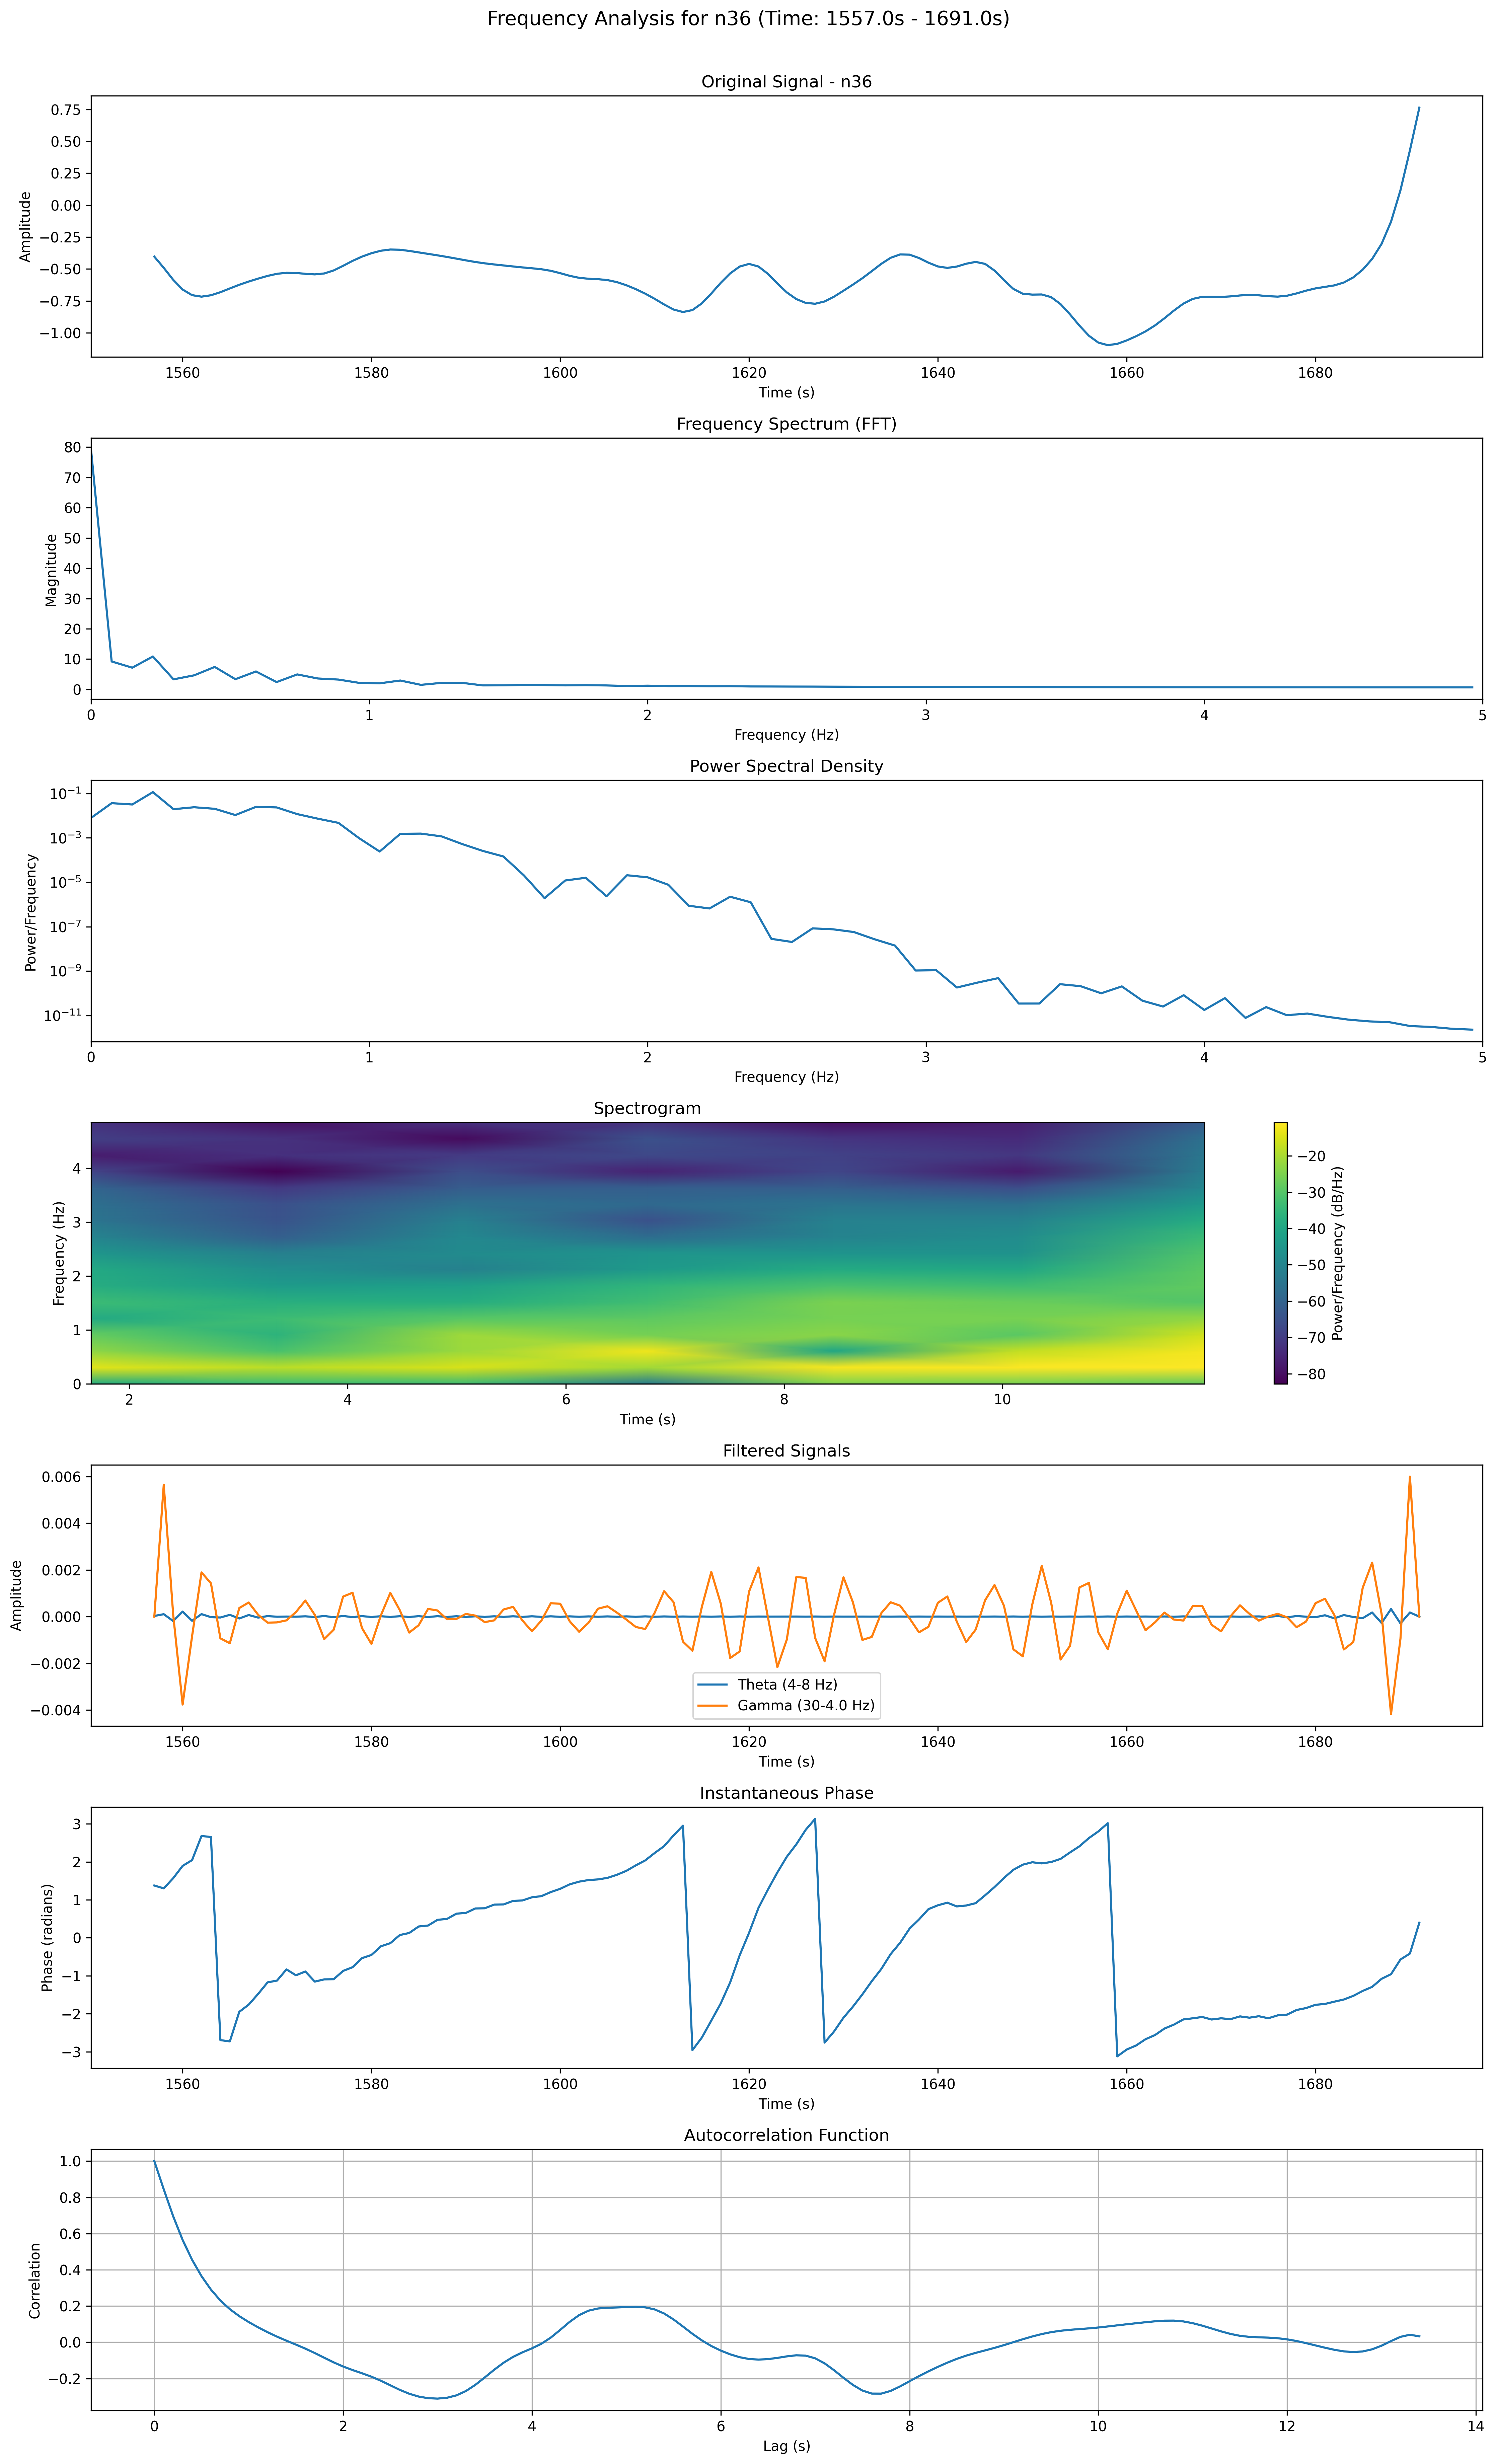 Frequency Analysis for n36 (Time: 1557.0s - 1691.0s)
Original Signal - n36
Amplitude
0.75
0.50
0.25
0.00
−0.25
−0.50
−0.75
−1.00
1560 1580 1600 1620 1640 1660 1680
Time (s)
Frequency Spectrum (FFT)
Magnitude
80
70
60
50
40
30
20
10
0
0 1 2 3 4 5
Frequency (Hz)
Power Spectral Density
Power/Frequency
10⁻¹
10⁻³
10⁻⁵
10⁻⁷
10⁻⁹
10⁻¹¹
0 1 2 3 4 5
Frequency (Hz)
Spectrogram
Frequency (Hz)
4
3
2
1
0
2 4 6 8 10
Time (s)
−20
−30
−40
−50
−60
−70
−80
Power/Frequency (dB/Hz)
Filtered Signals
Amplitude
0.006
0.004
0.002
0.000
−0.002
−0.004
Theta (4-8 Hz)
Gamma (30-4.0 Hz)
1560 1580 1600 1620 1640 1660 1680
Time (s)
Instantaneous Phase
Phase (radians)
3
2
1
0
−1
−2
−3
1560 1580 1600 1620 1640 1660 1680
Time (s)
Autocorrelation Function
Correlation
1.0
0.8
0.6
0.4
0.2
0.0
−0.2
0 2 4 6 8 10 12 14
Lag (s)